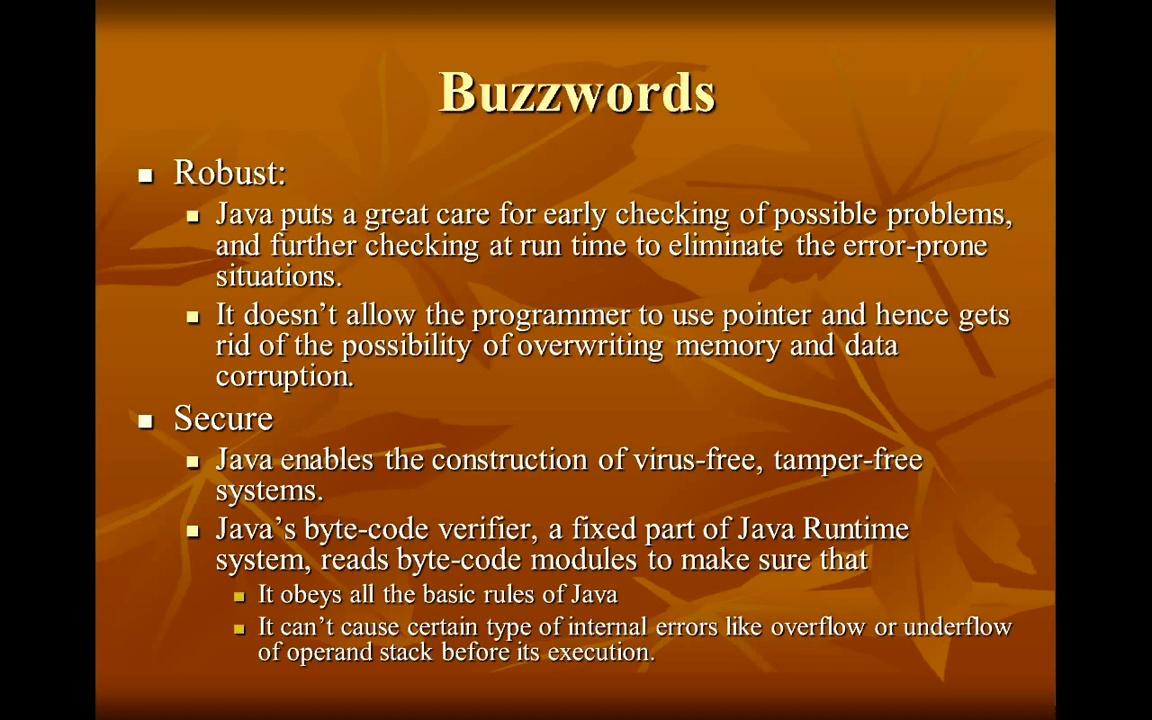 Buzzwords
Robust:
Java puts a great care for early checking of possible problems,
and further checking at run time to eliminate the error-prone
situations.
It doesn't allow the programmer to use pointer and hence gets
rid of the possibility of overwriting memory and data
corruption.
Secure
Java enables the construction of virus-free, tamper-free
systems.
Java's byte-code verifier, a fixed part of Java Runtime
system, reads byte-code modules to make sure that
It obeys all the basic rules of Java
It can't cause certain type of internal errors like overflow or underflow
of operand stack before its execution.